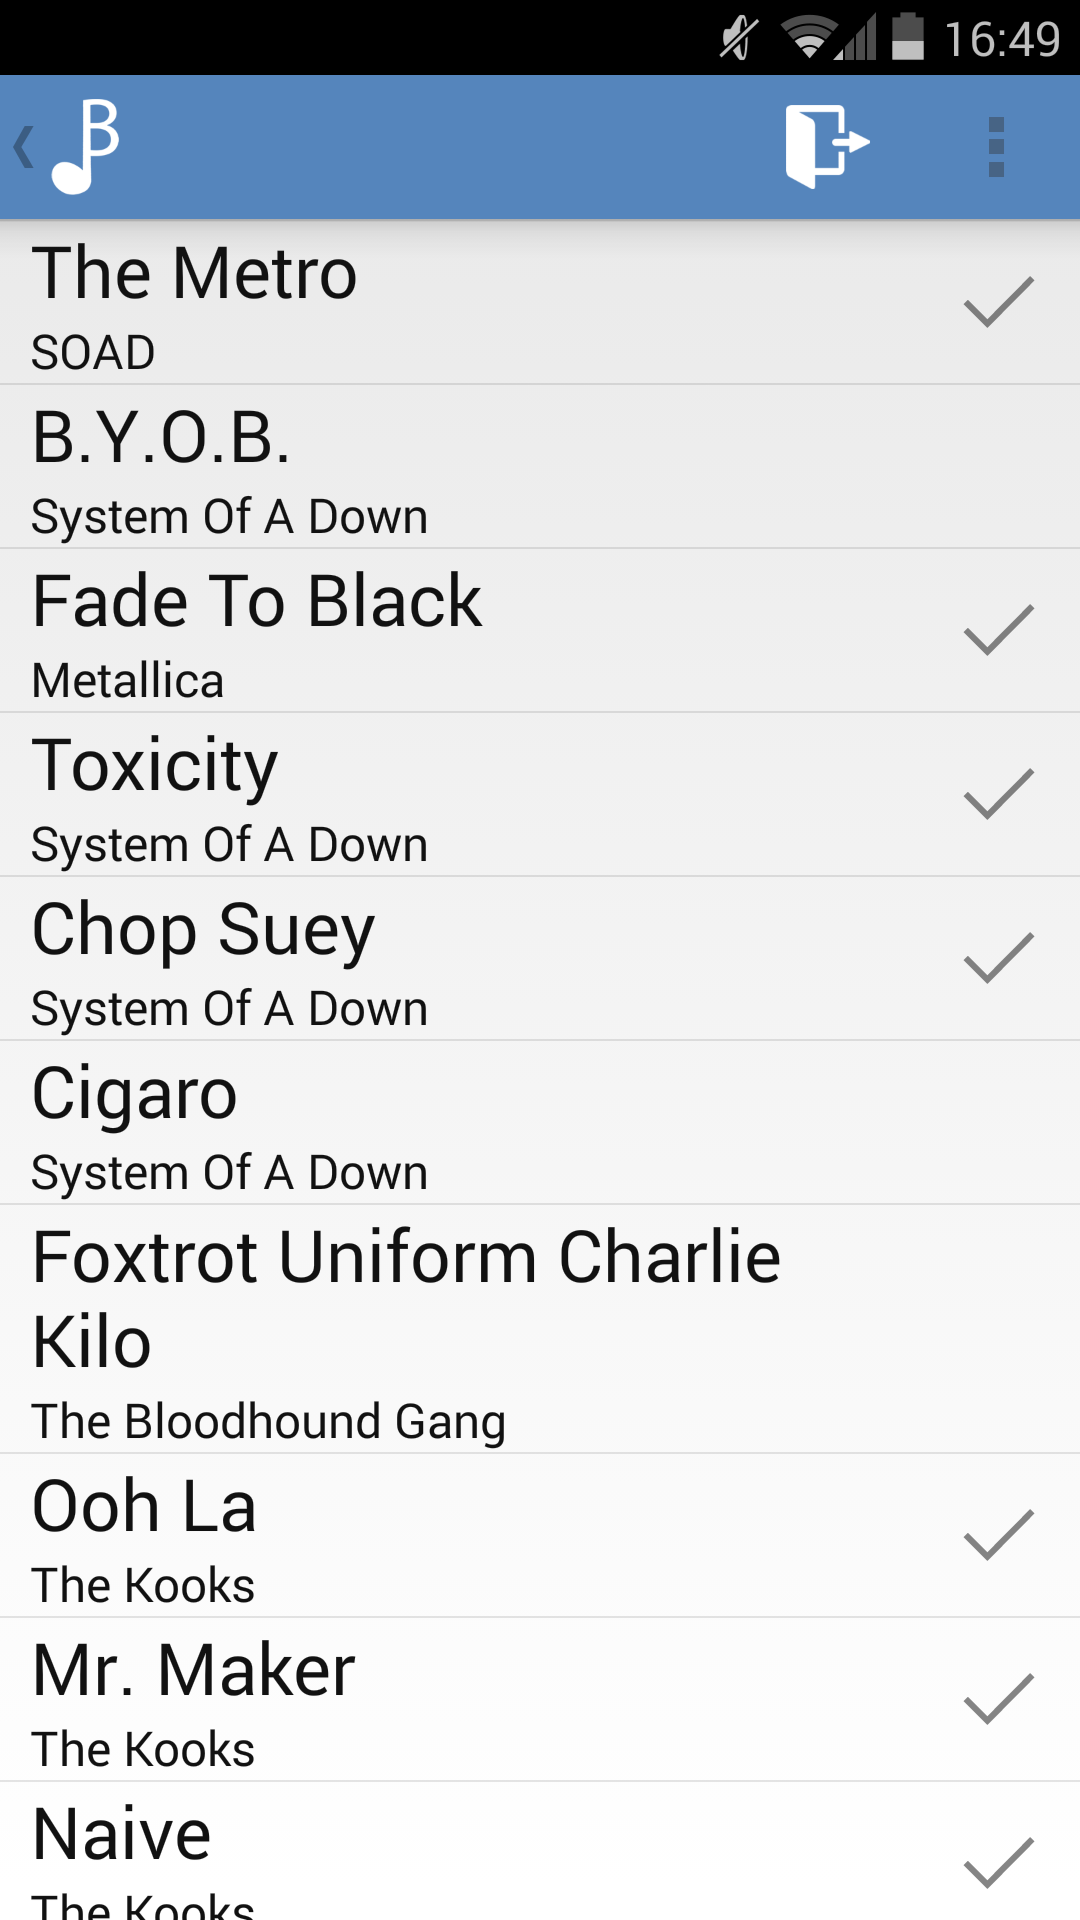 16:49
B
The Metro
SOAD
B.Y.O.B.
System Of A Down
Fade To Black
Metallica
Toxicity
System Of A Down
Chop Suey
System Of A Down
Cigaro
System Of A Down
Foxtrot Uniform Charlie
Kilo
The Bloodhound Gang
Ooh La
The Kooks
Mr. Maker
The Kooks
Naive
The Kooks